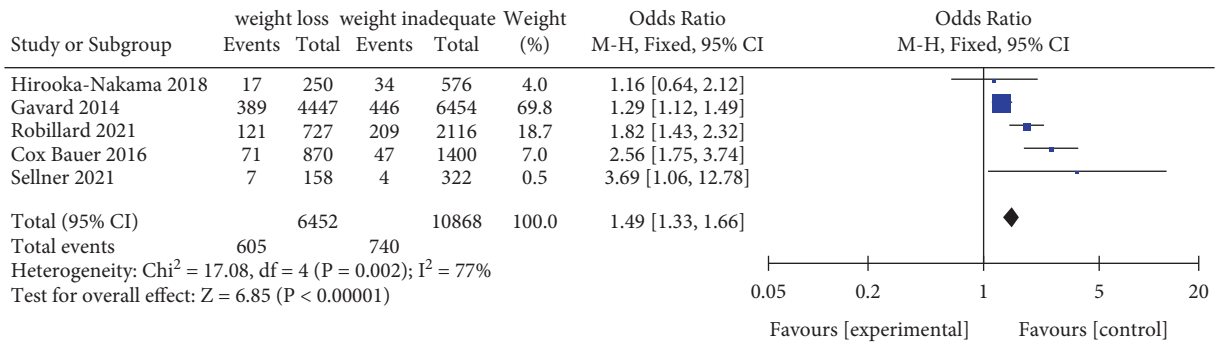 weight loss weight inadequate Weight Odds Ratio Odds Ratio
Study or Subgroup Events Total Events Total (%) M-H, Fixed, 95% CI M-H, Fixed, 95% CI
Hirooka-Nakama 2018 17 250 34 576 4.0 1.16 [0.64, 2.12]
Gavard 2014 389 4447 446 6454 69.8 1.29 [1.12, 1.49]
Robillard 2021 121 727 209 2116 18.7 1.82 [1.43, 2.32]
Cox Bauer 2016 71 870 47 1400 7.0 2.56 [1.75, 3.74]
Sellner 2021 7 158 4 322 0.5 3.69 [1.06, 12.78]
Total (95% CI) 6452 10868 100.0 1.49 [1.33, 1.66]
Total events 605 740
Heterogeneity: Chi² = 17.08, df = 4 (P = 0.002); I² = 77%
Test for overall effect: Z = 6.85 (P < 0.00001)
0.05 0.2 1 5 20
Favours [experimental] Favours [control]